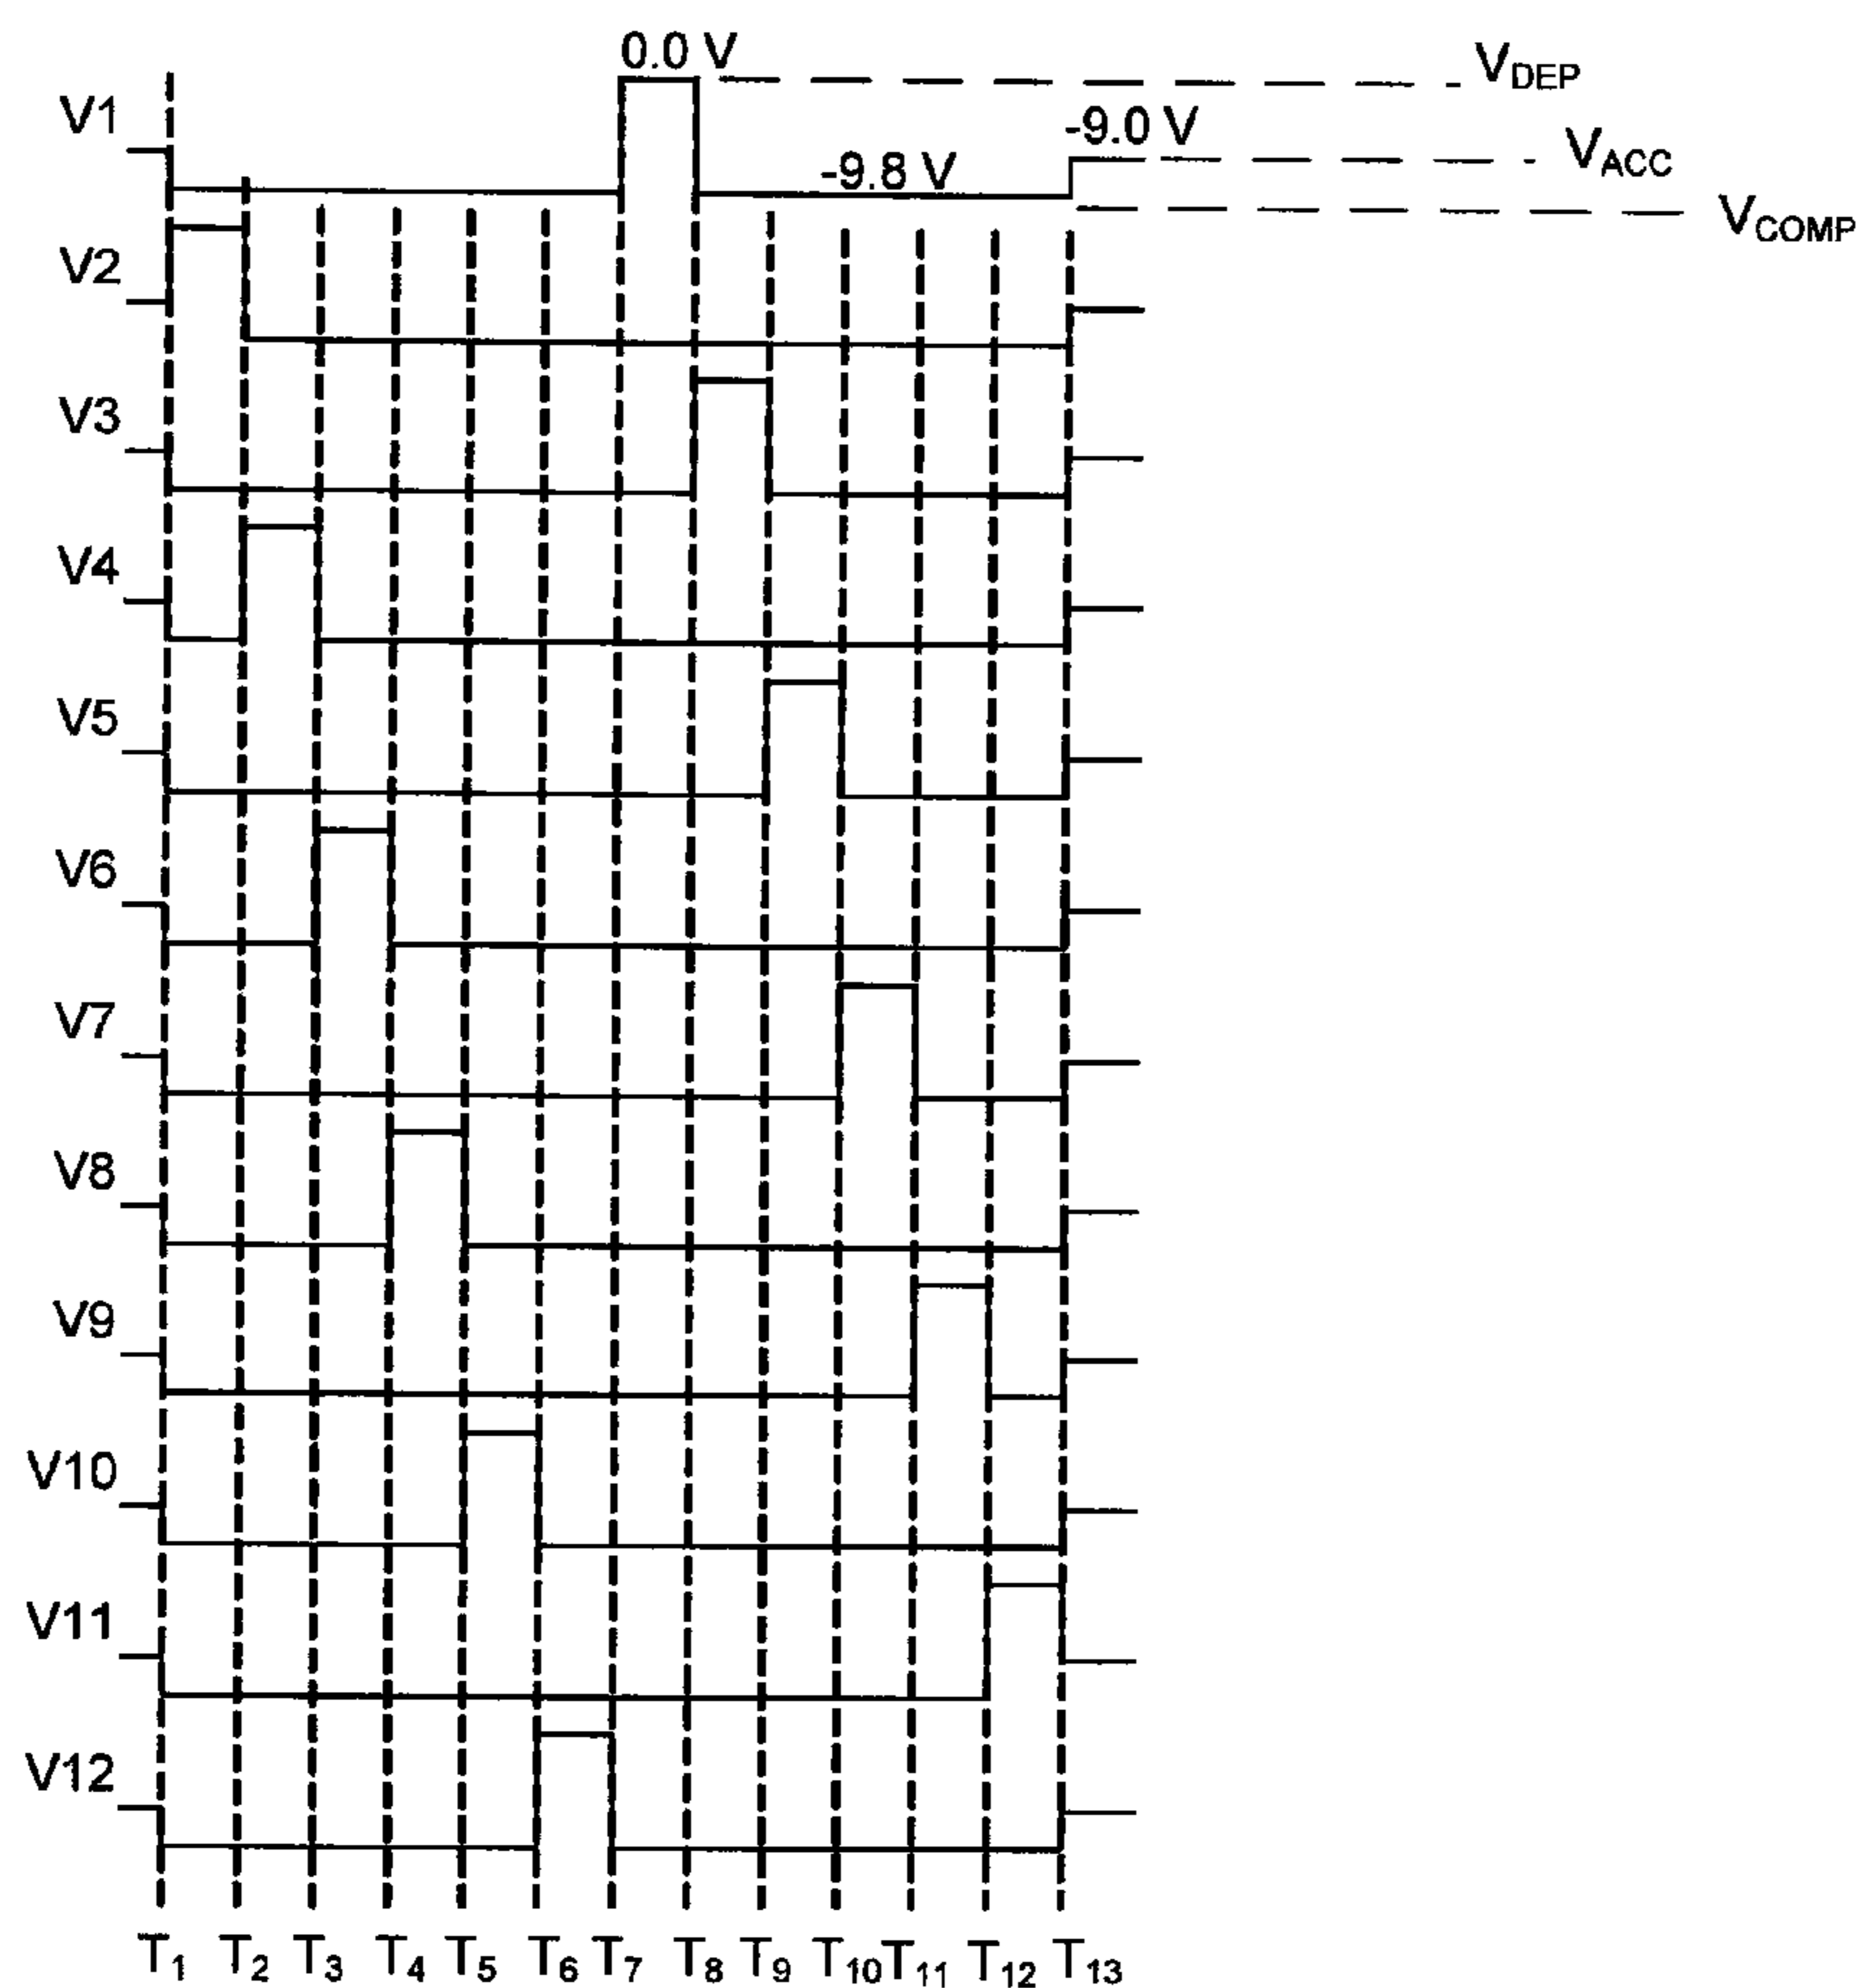 0.0 V
V_DEP
V1
-9.0 V
V_ACC
-9.8 V
V_COMP
V2
V3
V4
V5
V6
V7
V8
V9
V10
V11
V12
T1 T2 T3 T4 T5 T6 T7 T8 T9 T10 T11 T12 T13